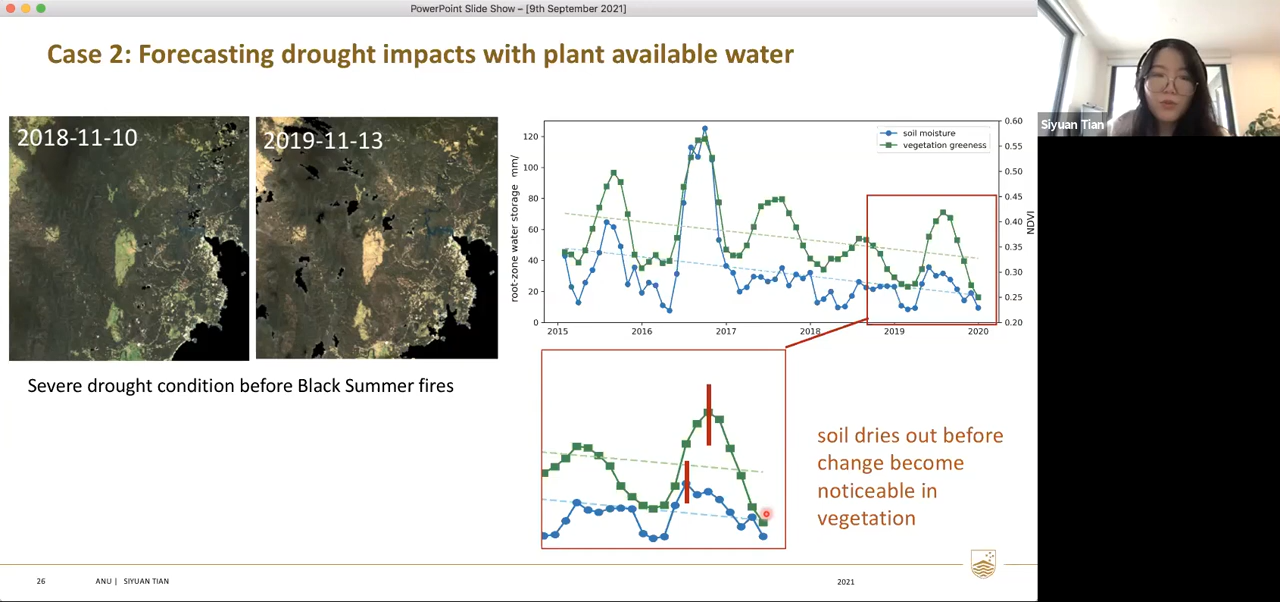 PowerPoint Slide Show – [9th September 2021]
Case 2: Forecasting drought impacts with plant available water
2018-11-10
2019-11-13
Severe drought condition before Black Summer fires
root-zone water storage mm/
120
100
80
60
40
20
0
2015
2016
2017
2018
2019
2020
0.60
0.55
0.50
0.45
0.40
0.35
0.30
0.25
0.20
NDVI
soil moisture
vegetation greeness
soil dries out before
change become
noticeable in
vegetation
26
ANU | SIYUAN TIAN
2021
Siyuan Tian